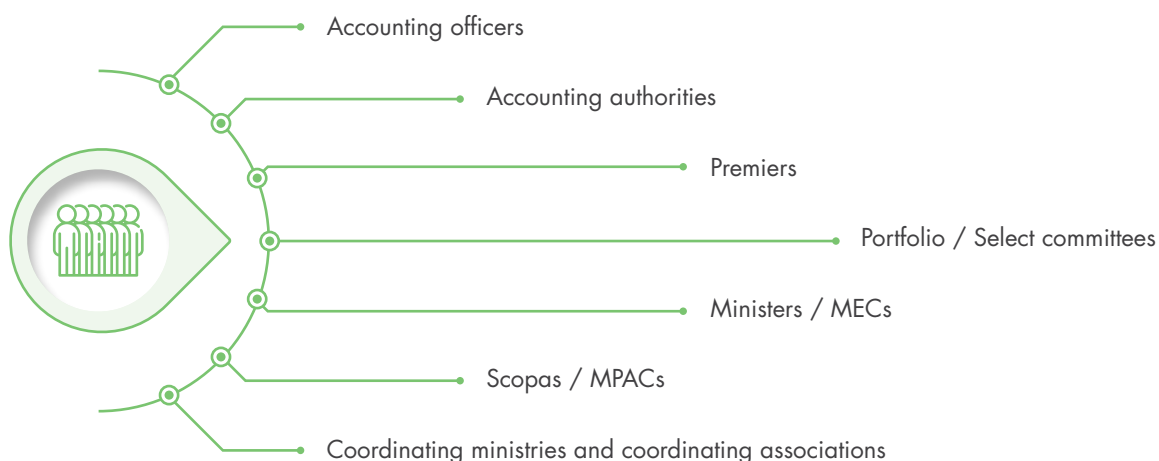 Accounting officers
Accounting authorities
Premiers
Portfolio / Select committees
Ministers / MECs
Scopas / MPACs
Coordinating ministries and coordinating associations